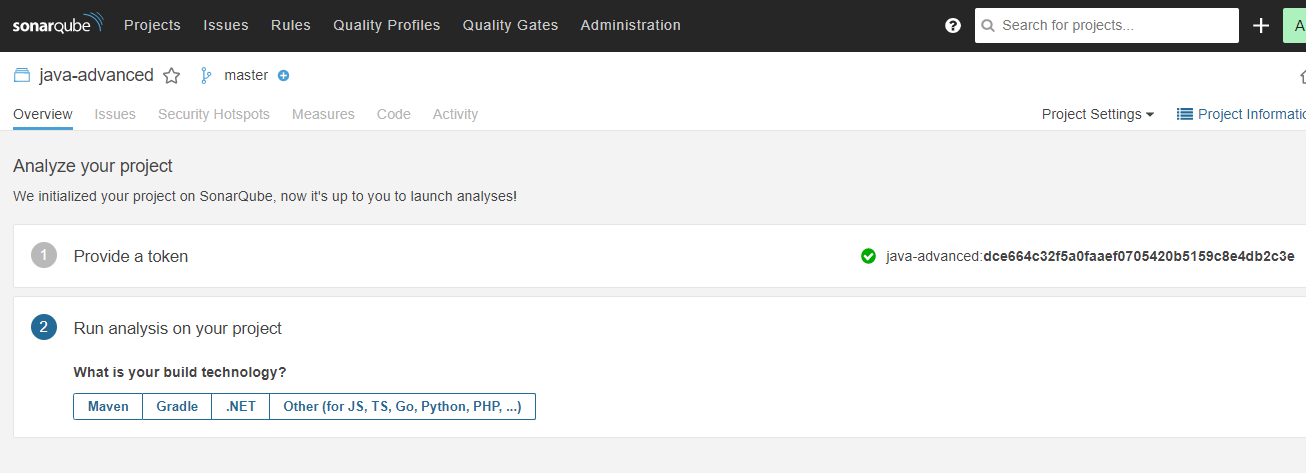 sonarqube Projects Issues Rules Quality Profiles Quality Gates Administration ? Search for projects... + A
java-advanced master
Overview Issues Security Hotspots Measures Code Activity Project Settings Project Informatio
Analyze your project
We initialized your project on SonarQube, now it's up to you to launch analyses!
1 Provide a token java-advanced:dce664c32f5a0faaef0705420b5159c8e4db2c3e
2 Run analysis on your project
What is your build technology?
Maven Gradle .NET Other (for JS, TS, Go, Python, PHP, ...)